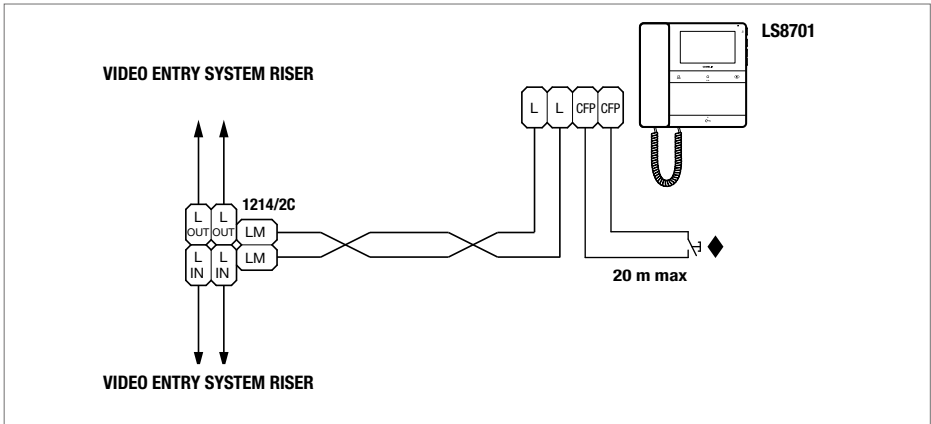 LS8701
VIDEO ENTRY SYSTEM RISER
L L CFP CFP
1214/2C
L OUT L OUT LM
L IN L IN LM
20 m max
VIDEO ENTRY SYSTEM RISER